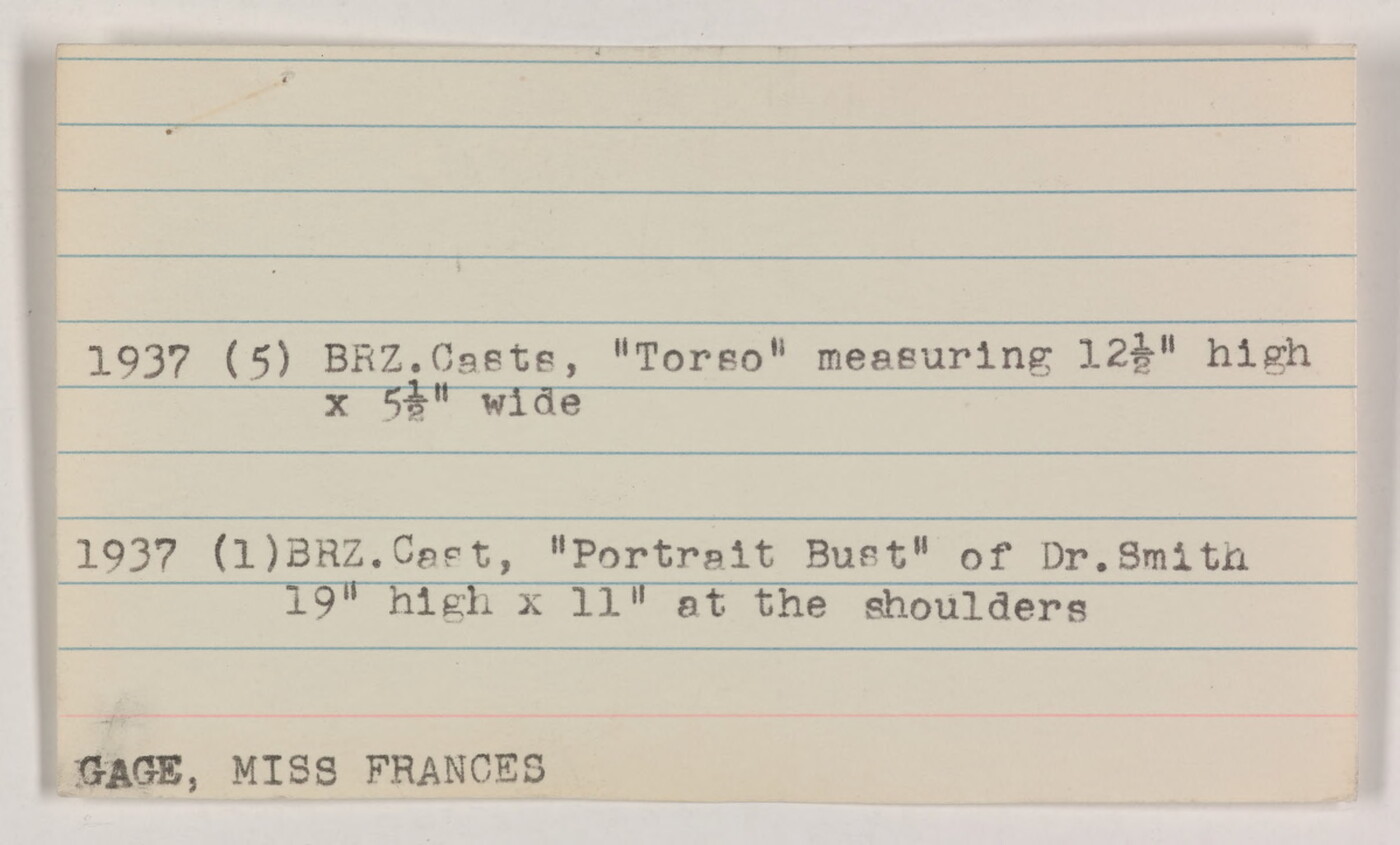 1937 (5) BRZ.Casts, "Torso" measuring 12½" high
x 5½" wide
1937 (1)BRZ.Cast, "Portrait Bust" of Dr.Smith
19" high x 11" at the shoulders
GAGE, MISS FRANCES